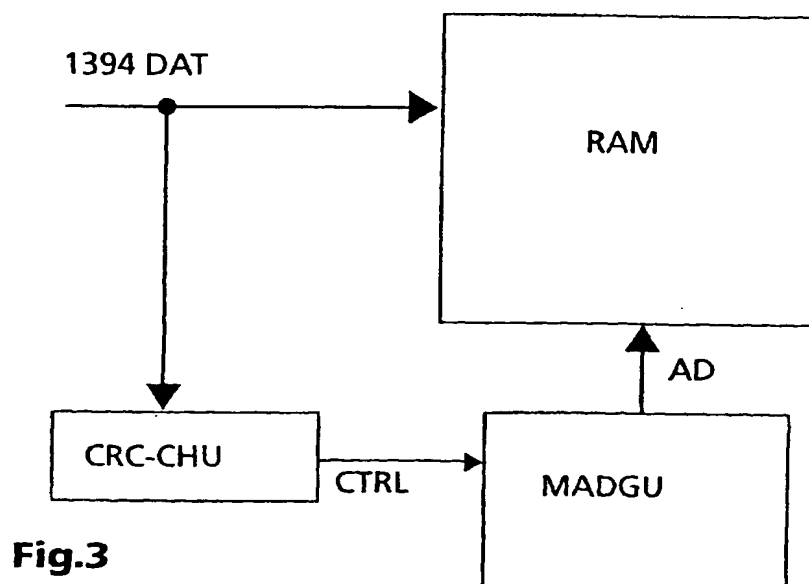 1394 DAT
RAM
AD
CRC-CHU
CTRL
MADGU
Fig.3